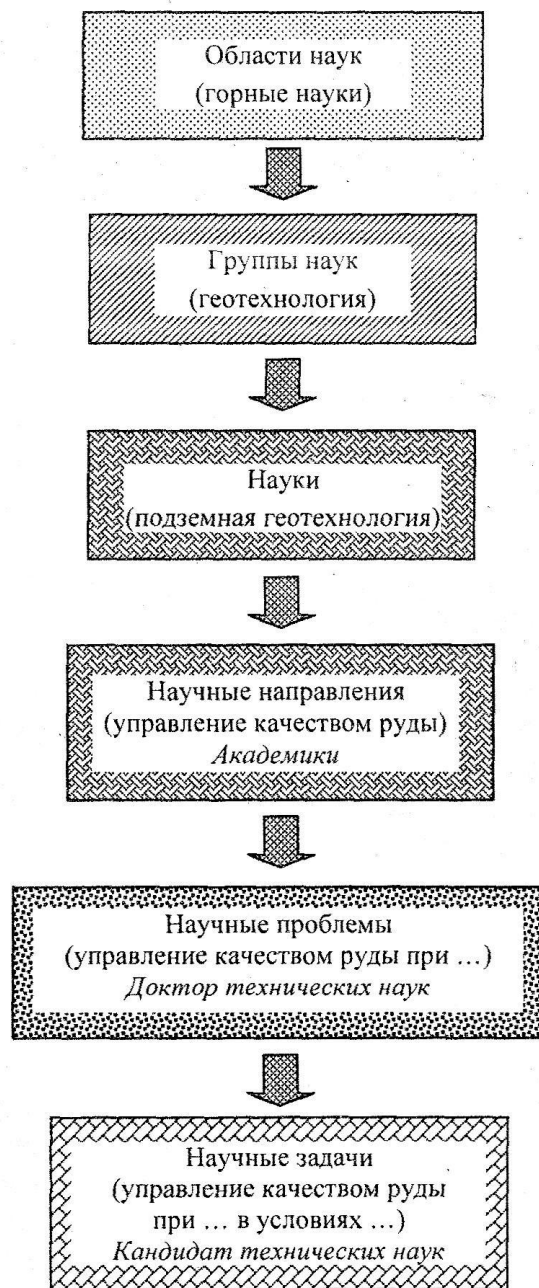 Области наук
(горные науки)
Группы наук
(геотехнология)
Науки
(подземная геотехнология)
Научные направления
(управление качеством руды)
Академики
Научные проблемы
(управление качеством руды при …)
Доктор технических наук
Научные задачи
(управление качеством руды
при … в условиях …)
Кандидат технических наук